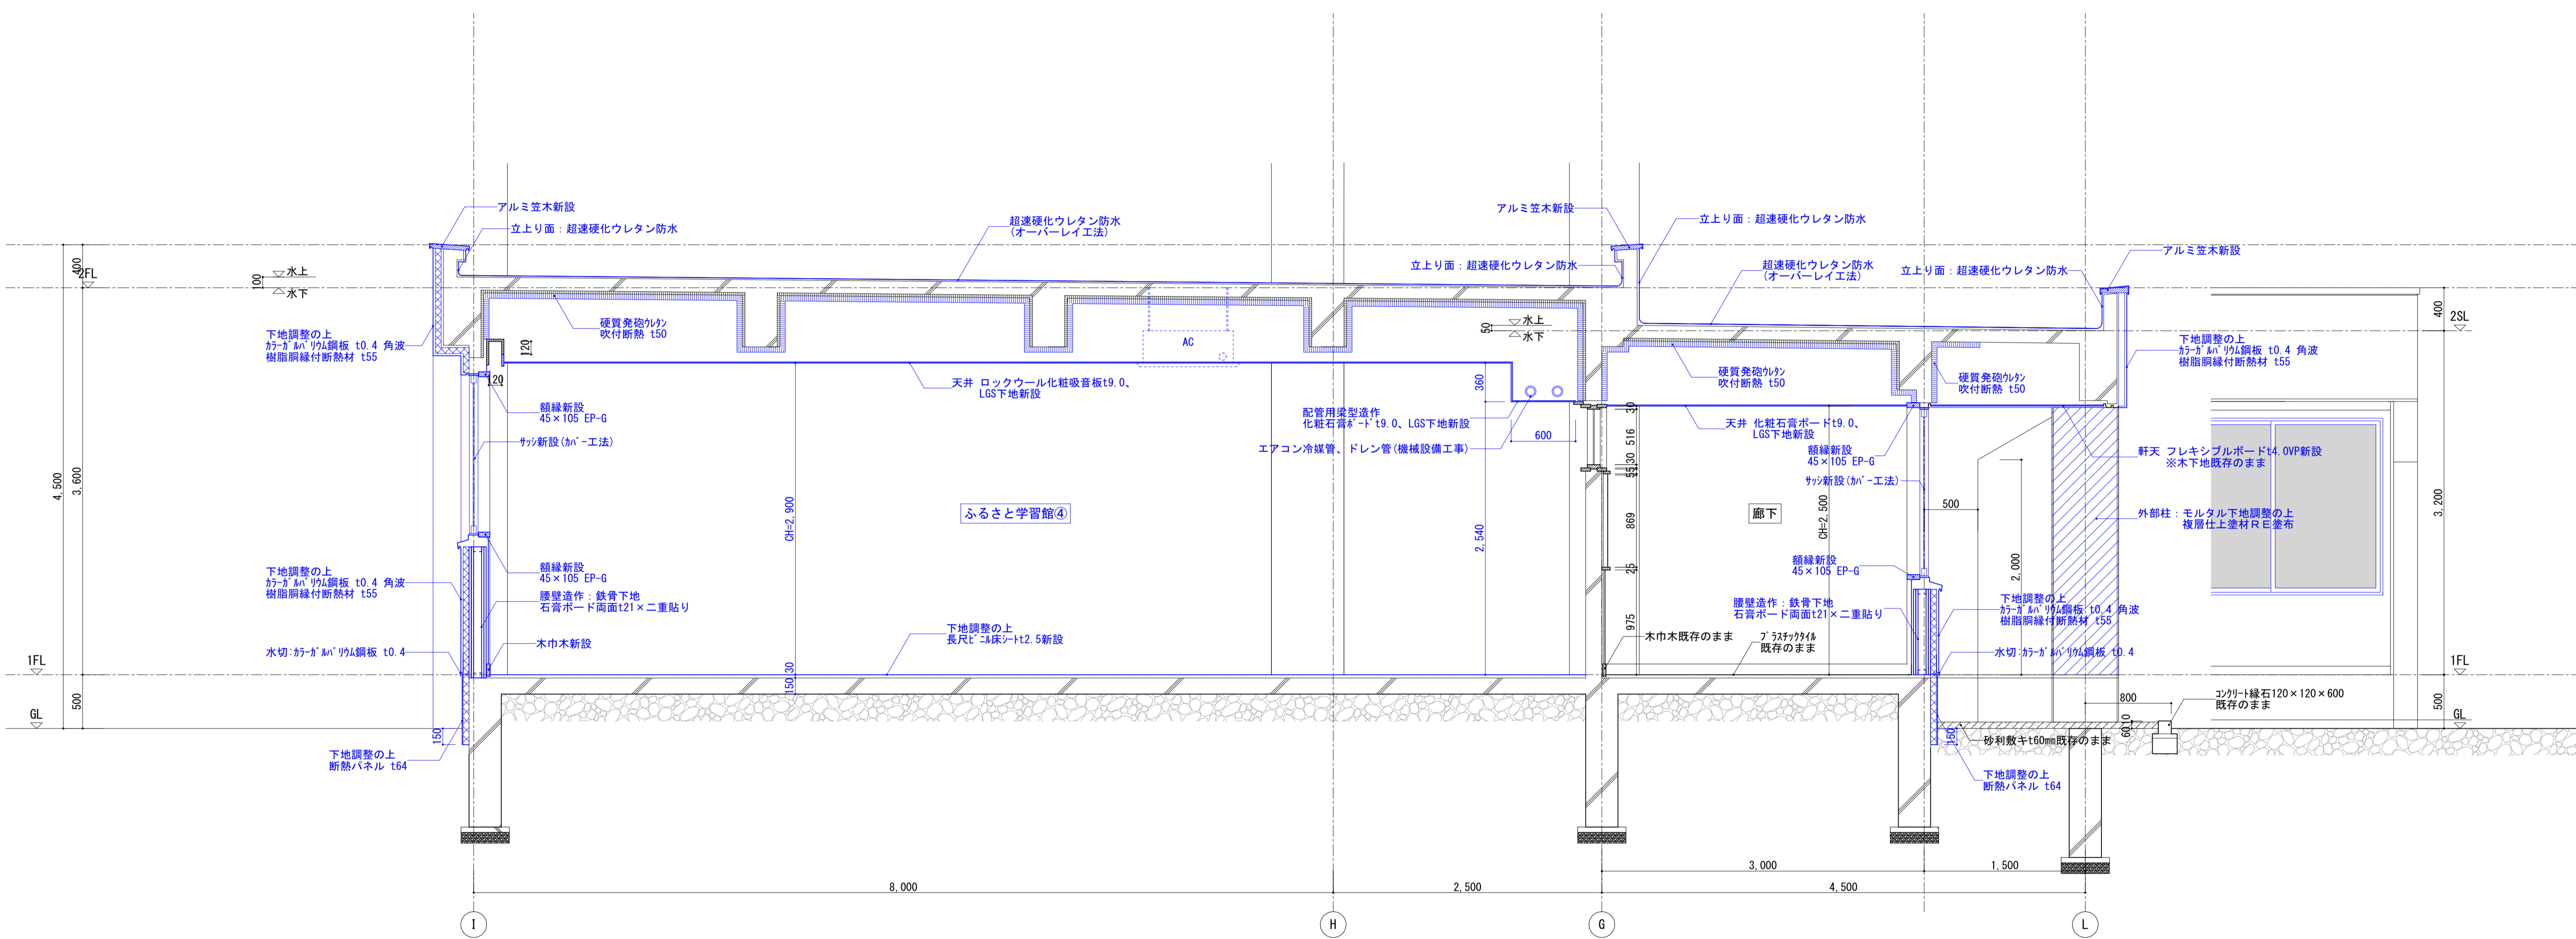 アルミ笠木新設
立上り面：超速硬化ウレタン防水
超速硬化ウレタン防水
(オーバーレイ工法)
アルミ笠木新設
立上り面：超速硬化ウレタン防水
立上り面：超速硬化ウレタン防水
超速硬化ウレタン防水
(オーバーレイ工法)
立上り面：超速硬化ウレタン防水
アルミ笠木新設
400
2FL
100
水上
水下
下地調整の上
ｶﾗｰｶﾞﾙﾊﾞﾘｳﾑ鋼板 t0.4 角波
樹脂胴縁付断熱材 t55
硬質発砲ｳﾚﾀﾝ
吹付断熱 t50
120
120
AC
50
水上
水下
硬質発砲ｳﾚﾀﾝ
吹付断熱 t50
硬質発砲ｳﾚﾀﾝ
吹付断熱 t50
下地調整の上
ｶﾗｰｶﾞﾙﾊﾞﾘｳﾑ鋼板 t0.4 角波
樹脂胴縁付断熱材 t55
400
2SL
額縁新設
45×105 EP-G
ｻｯｼ新設(ｶﾊﾞｰ工法)
天井 ロックウール化粧吸音板t9.0、
LGS下地新設
配管用梁型造作
化粧石膏ﾎﾞｰﾄﾞt9.0、LGS下地新設
エアコン冷媒管、ドレン管(機械設備工事)
360
600
30
516
30
55
869
25
975
天井 化粧石膏ボードt9.0、
LGS下地新設
額縁新設
45×105 EP-G
ｻｯｼ新設(ｶﾊﾞｰ工法)
軒天 フレキシブルボードt4.0VP新設
※木下地既存のまま
外部柱：モルタル下地調整の上
複層仕上塗材ＲＥ塗布
4,500
3,600
CH=2,900
ふるさと学習館④
2,540
廊下
CH=2,500
500
2,000
3,200
下地調整の上
ｶﾗｰｶﾞﾙﾊﾞﾘｳﾑ鋼板 t0.4 角波
樹脂胴縁付断熱材 t55
額縁新設
45×105 EP-G
腰壁造作：鉄骨下地
石膏ボード両面t21×二重貼り
木巾木新設
水切:ｶﾗｰｶﾞﾙﾊﾞﾘｳﾑ鋼板 t0.4
下地調整の上
長尺ﾋﾞﾆﾙ床ｼｰﾄt2.5新設
木巾木既存のまま
ﾌﾟﾗｽﾁｯｸﾀｲﾙ
既存のまま
額縁新設
45×105 EP-G
腰壁造作：鉄骨下地
石膏ボード両面t21×二重貼り
下地調整の上
ｶﾗｰｶﾞﾙﾊﾞﾘｳﾑ鋼板 t0.4 角波
樹脂胴縁付断熱材 t55
水切:ｶﾗｰｶﾞﾙﾊﾞﾘｳﾑ鋼板 t0.4
1FL
GL
500
150
30
150
下地調整の上
断熱パネル t64
800
ｺﾝｸﾘｰﾄ縁石120×120×600
既存のまま
60
10
150
砂利敷キt60mm既存のまま
下地調整の上
断熱パネル t64
1FL
500
GL
8,000
2,500
3,000
1,500
4,500
I
H
G
L